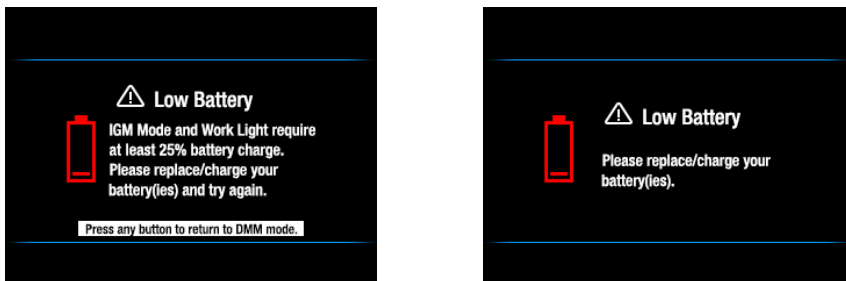 Low Battery
IGM Mode and Work Light require
at least 25% battery charge.
Please replace/charge your
battery(ies) and try again.
Press any button to return to DMM mode.
Low Battery
Please replace/charge your
battery(ies).